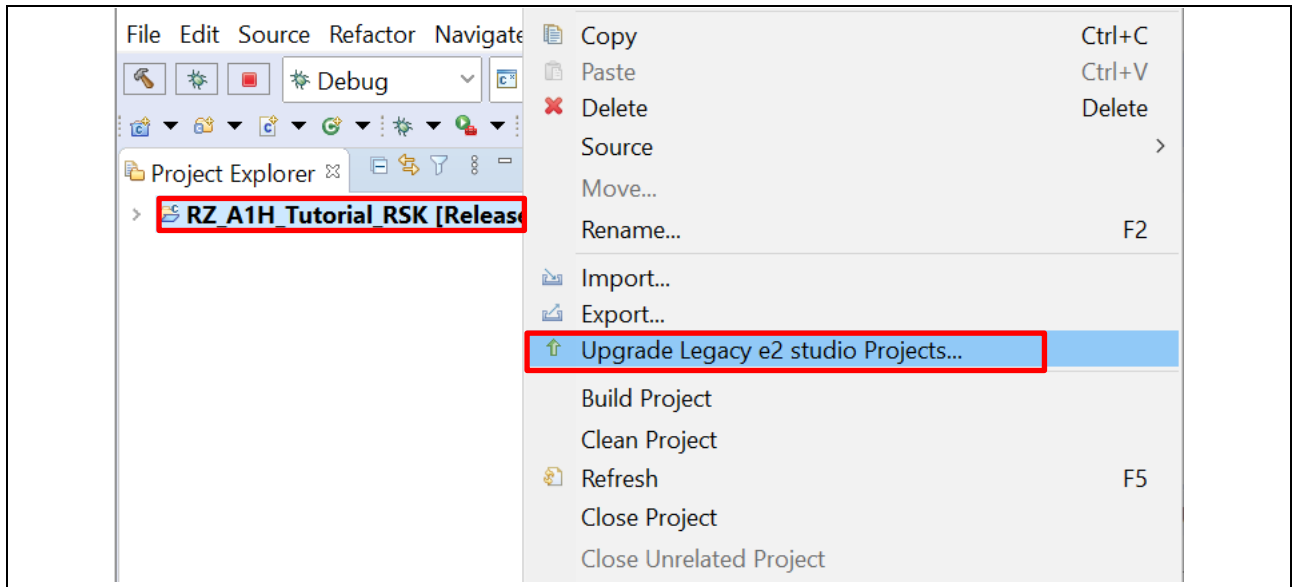 File Edit Source Refactor Navigate
Debug
Project Explorer
RZ_A1H_Tutorial_RSK [Release
Copy Ctrl+C
Paste Ctrl+V
Delete Delete
Source
Move...
Rename... F2
Import...
Export...
Upgrade Legacy e2 studio Projects...
Build Project
Clean Project
Refresh F5
Close Project
Close Unrelated Project